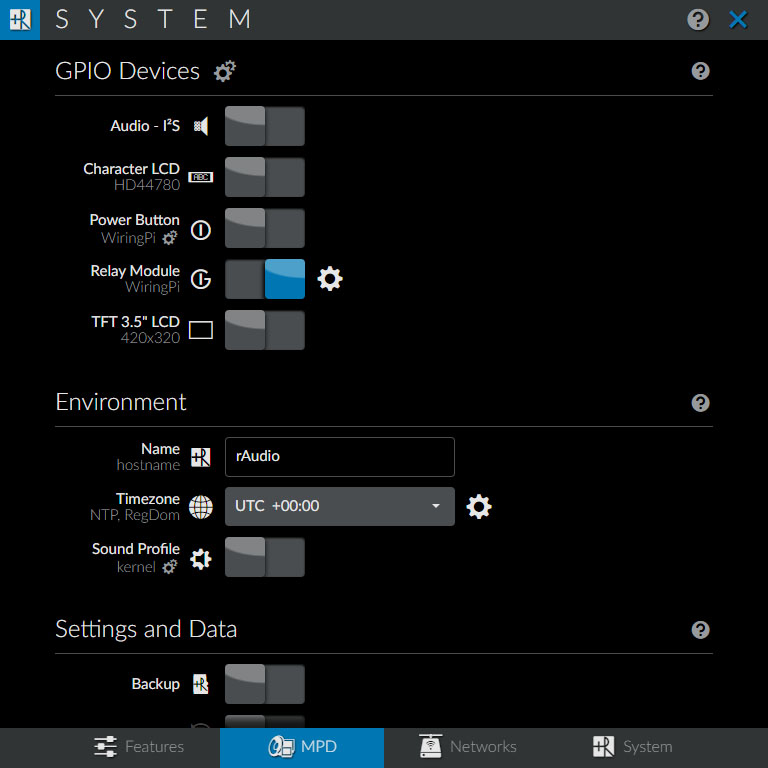 SYSTEM
GPIO Devices
Audio - I²S
Character LCD
HD44780
ABC
Power Button
WiringPi
Relay Module
WiringPi
TFT 3.5" LCD
420x320
Environment
Name
hostname
rAudio
Timezone
NTP, RegDom
UTC +00:00
Sound Profile
kernel
Settings and Data
Backup
Features
MPD
Networks
System